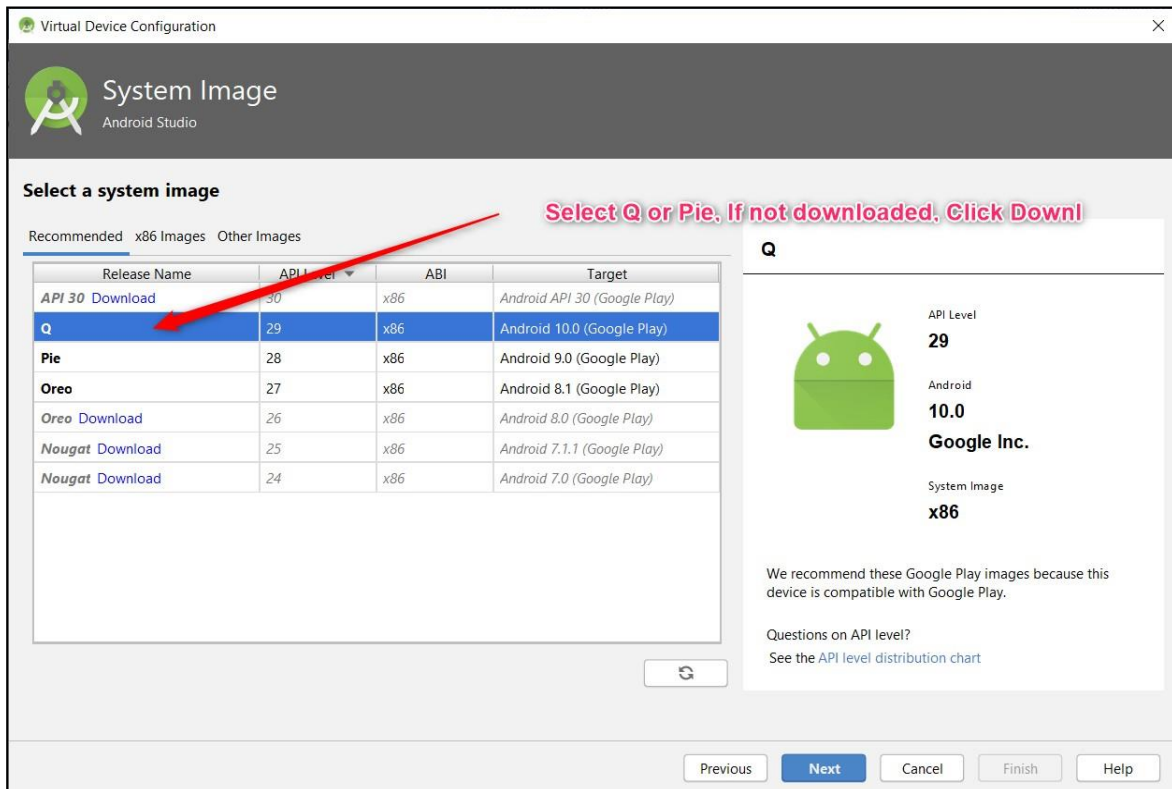 Virtual Device Configuration
System Image
Android Studio
Select a system image
Select Q or Pie, If not downloaded, Click Downl
Recommended x86 Images Other Images
Release Name API Level ABI Target
API 30 Download 30 x86 Android API 30 (Google Play)
Q 29 x86 Android 10.0 (Google Play)
Pie 28 x86 Android 9.0 (Google Play)
Oreo 27 x86 Android 8.1 (Google Play)
Oreo Download 26 x86 Android 8.0 (Google Play)
Nougat Download 25 x86 Android 7.1.1 (Google Play)
Nougat Download 24 x86 Android 7.0 (Google Play)
Q
API Level
29
Android
10.0
Google Inc.
System Image
x86
We recommend these Google Play images because this
device is compatible with Google Play.
Questions on API level?
See the API level distribution chart
Previous Next Cancel Finish Help